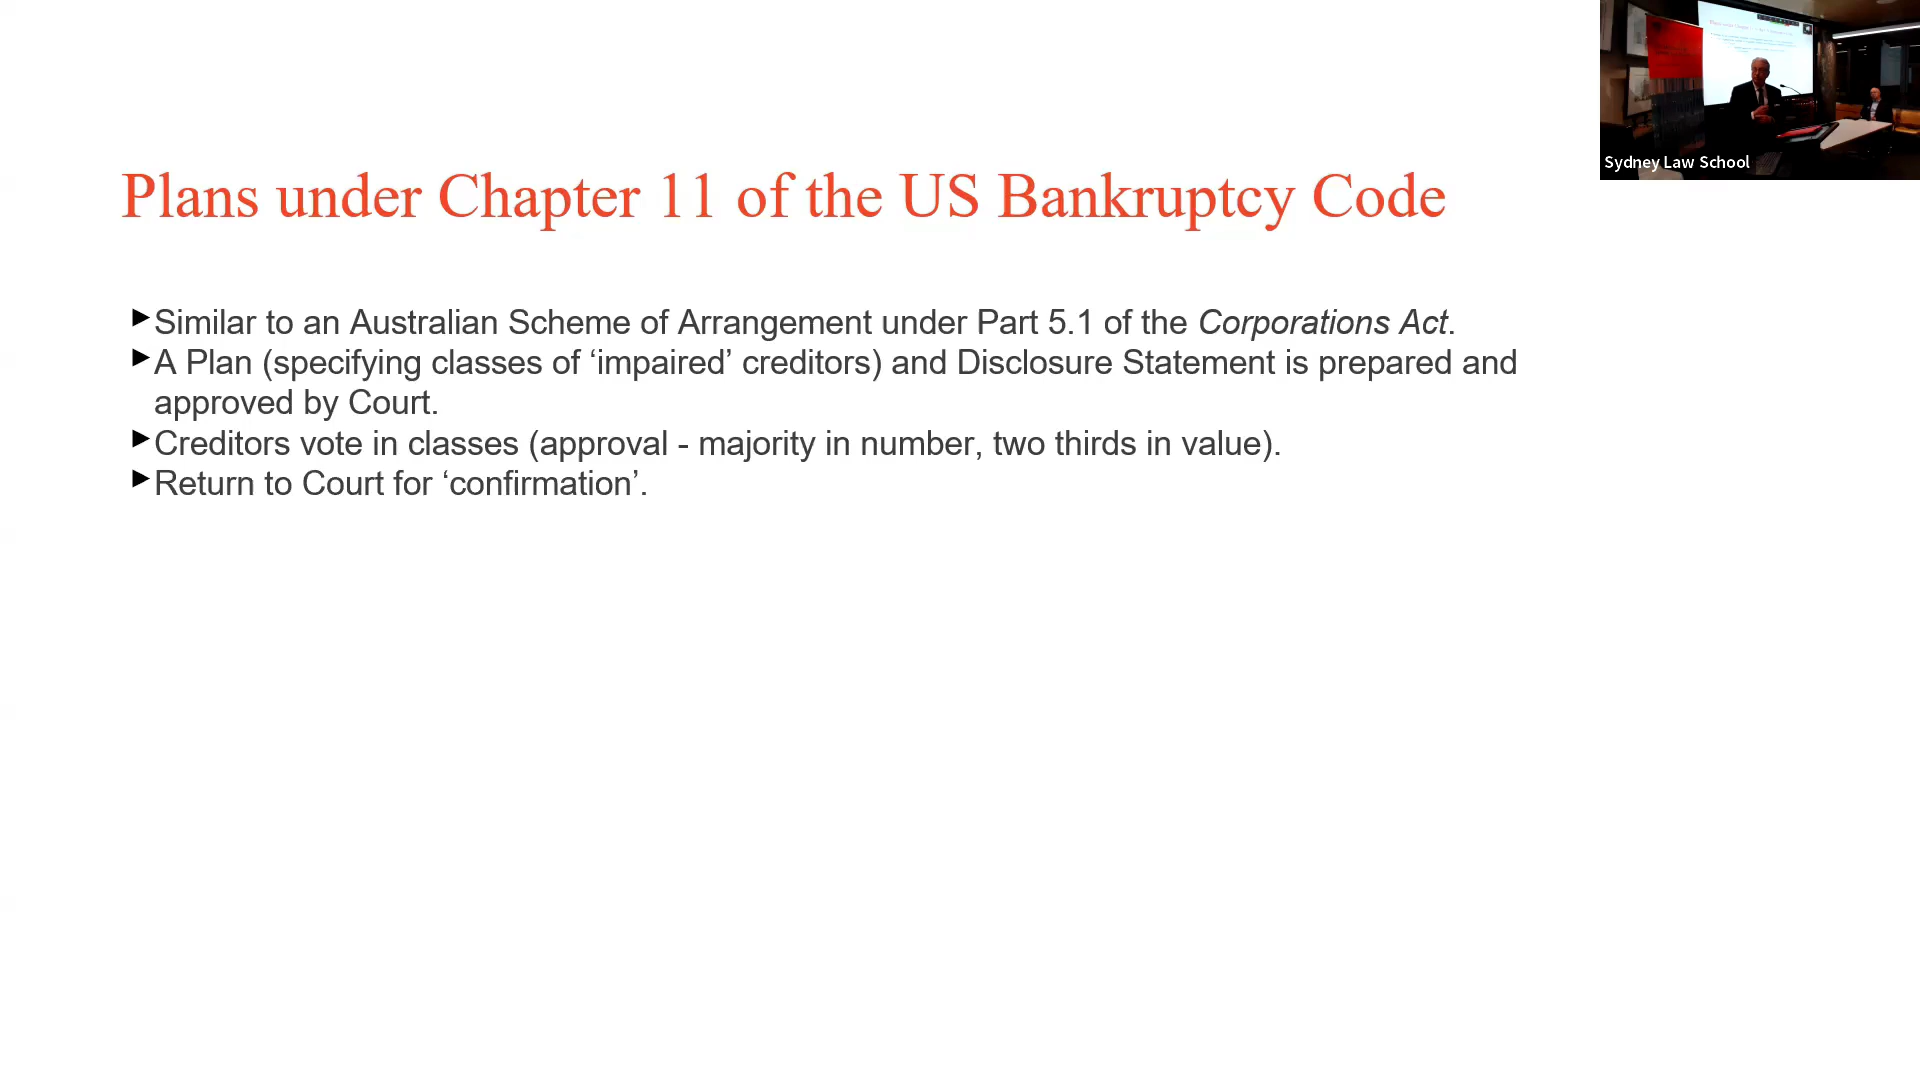 Plans under Chapter 11 of the US Bankruptcy Code
Similar to an Australian Scheme of Arrangement under Part 5.1 of the Corporations Act.
A Plan (specifying classes of ‘impaired’ creditors) and Disclosure Statement is prepared and
approved by Court.
Creditors vote in classes (approval - majority in number, two thirds in value).
Return to Court for ‘confirmation’.
Sydney Law School